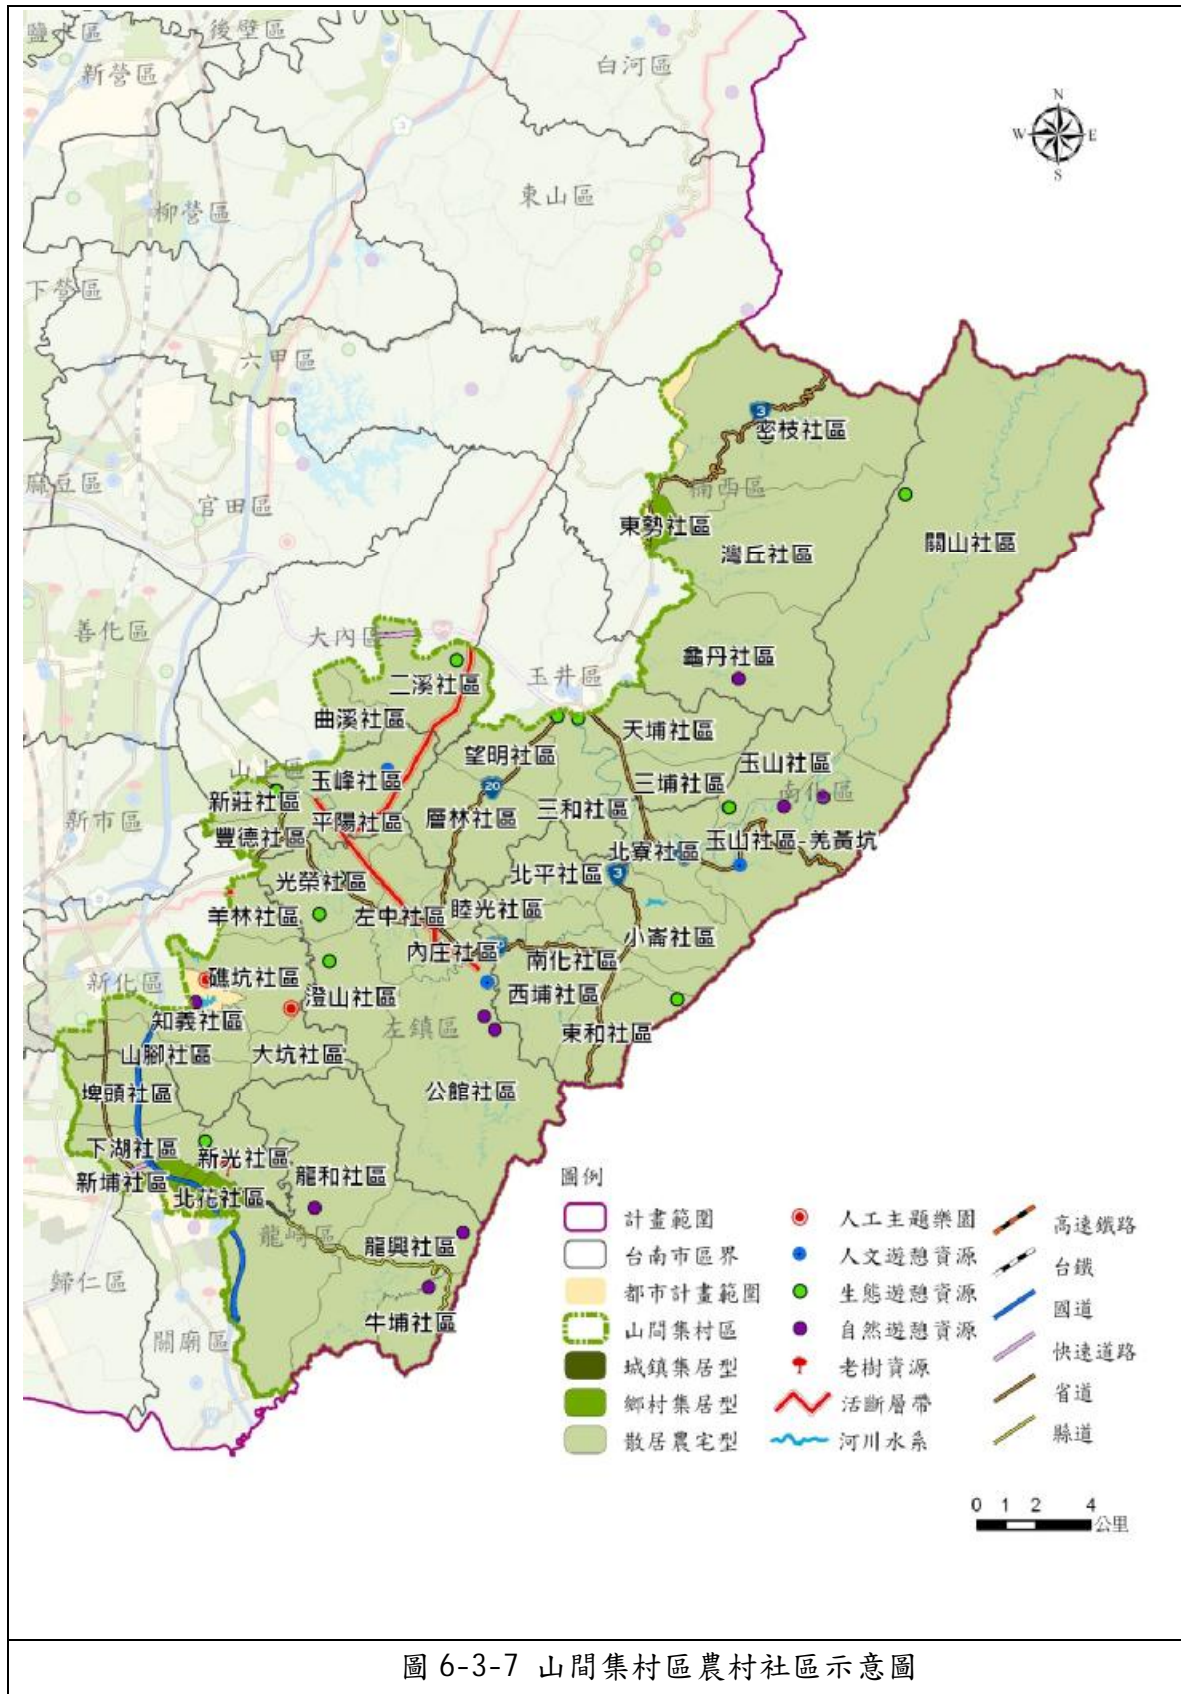 鹽水區
後壁區
新營區
白河區
3
N
W
E
S
東山區
柳營區
下營區
六甲區
3
密枝社區
麻豆區
楠西區
官田區
東勢社區
關山社區
灣丘社區
善化區
大內區
龜丹社區
玉井區
二溪社區
曲溪社區
天埔社區
望明社區
玉山社區
山上區
玉峰社區
三埔社區
南化區
新莊社區
20
三和社區
新市區
平陽社區
層林社區
豐德社區
北寮社區
玉山社區-羌黃坑
光榮社區
北平社區
3
羊林社區
左中社區
睦光社區
小崙社區
內庄社區
南化社區
新化區
礁坑社區
澄山社區
西埔社區
知義社區
左鎮區
東和社區
山腳社區
大坑社區
埤頭社區
公館社區
下湖社區
新光社區
新埔社區
龍和社區
北花社區
龍崎區
龍興社區
歸仁區
牛埔社區
關廟區
圖例
計畫範圍
台南市區界
都市計畫範圍
山間集村區
城鎮集居型
鄉村集居型
散居農宅型
人工主題樂園
人文遊憩資源
生態遊憩資源
自然遊憩資源
老樹資源
活斷層帶
河川水系
高速鐵路
台鐵
國道
快速道路
省道
縣道
0 1 2 4
公里
圖 6-3-7 山間集村區農村社區示意圖